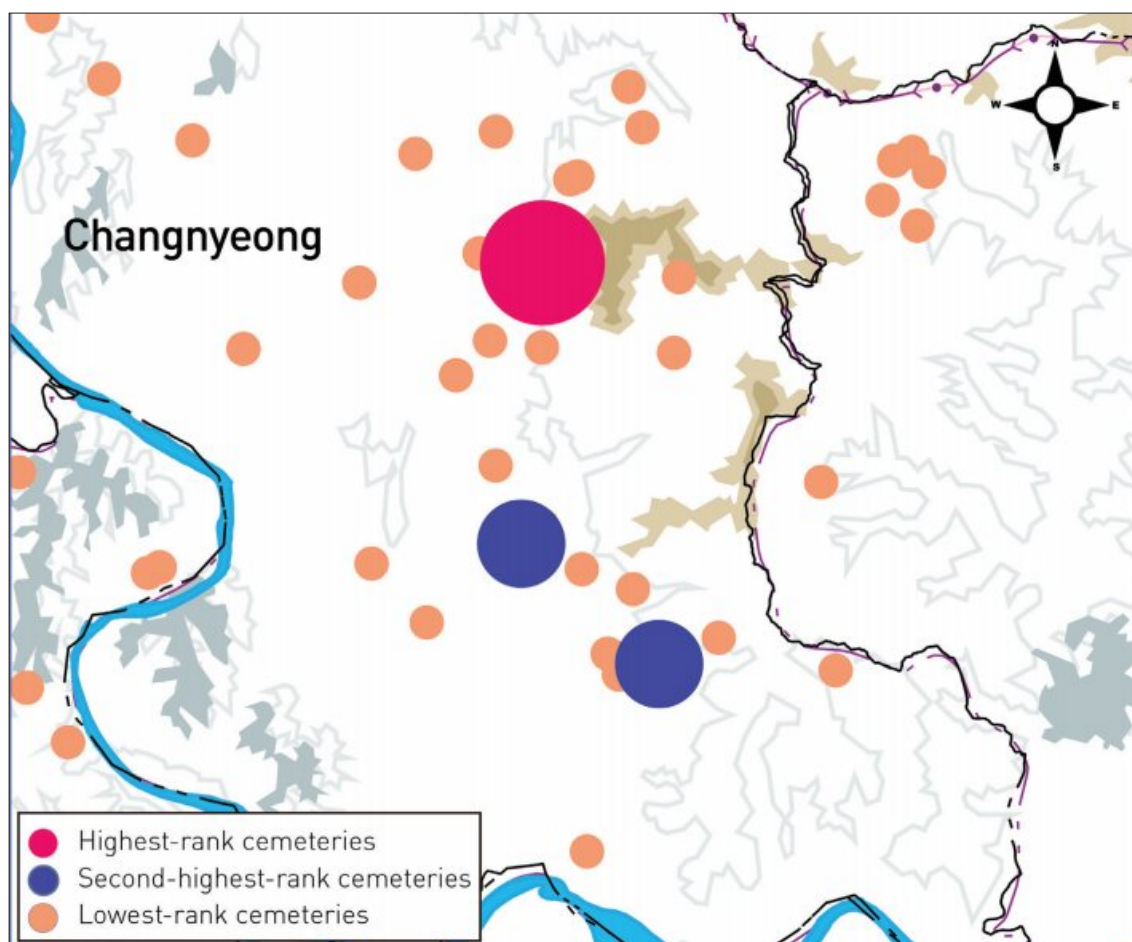 N
W E
S
Changnyeong
Highest-rank cemeteries
Second-highest-rank cemeteries
Lowest-rank cemeteries